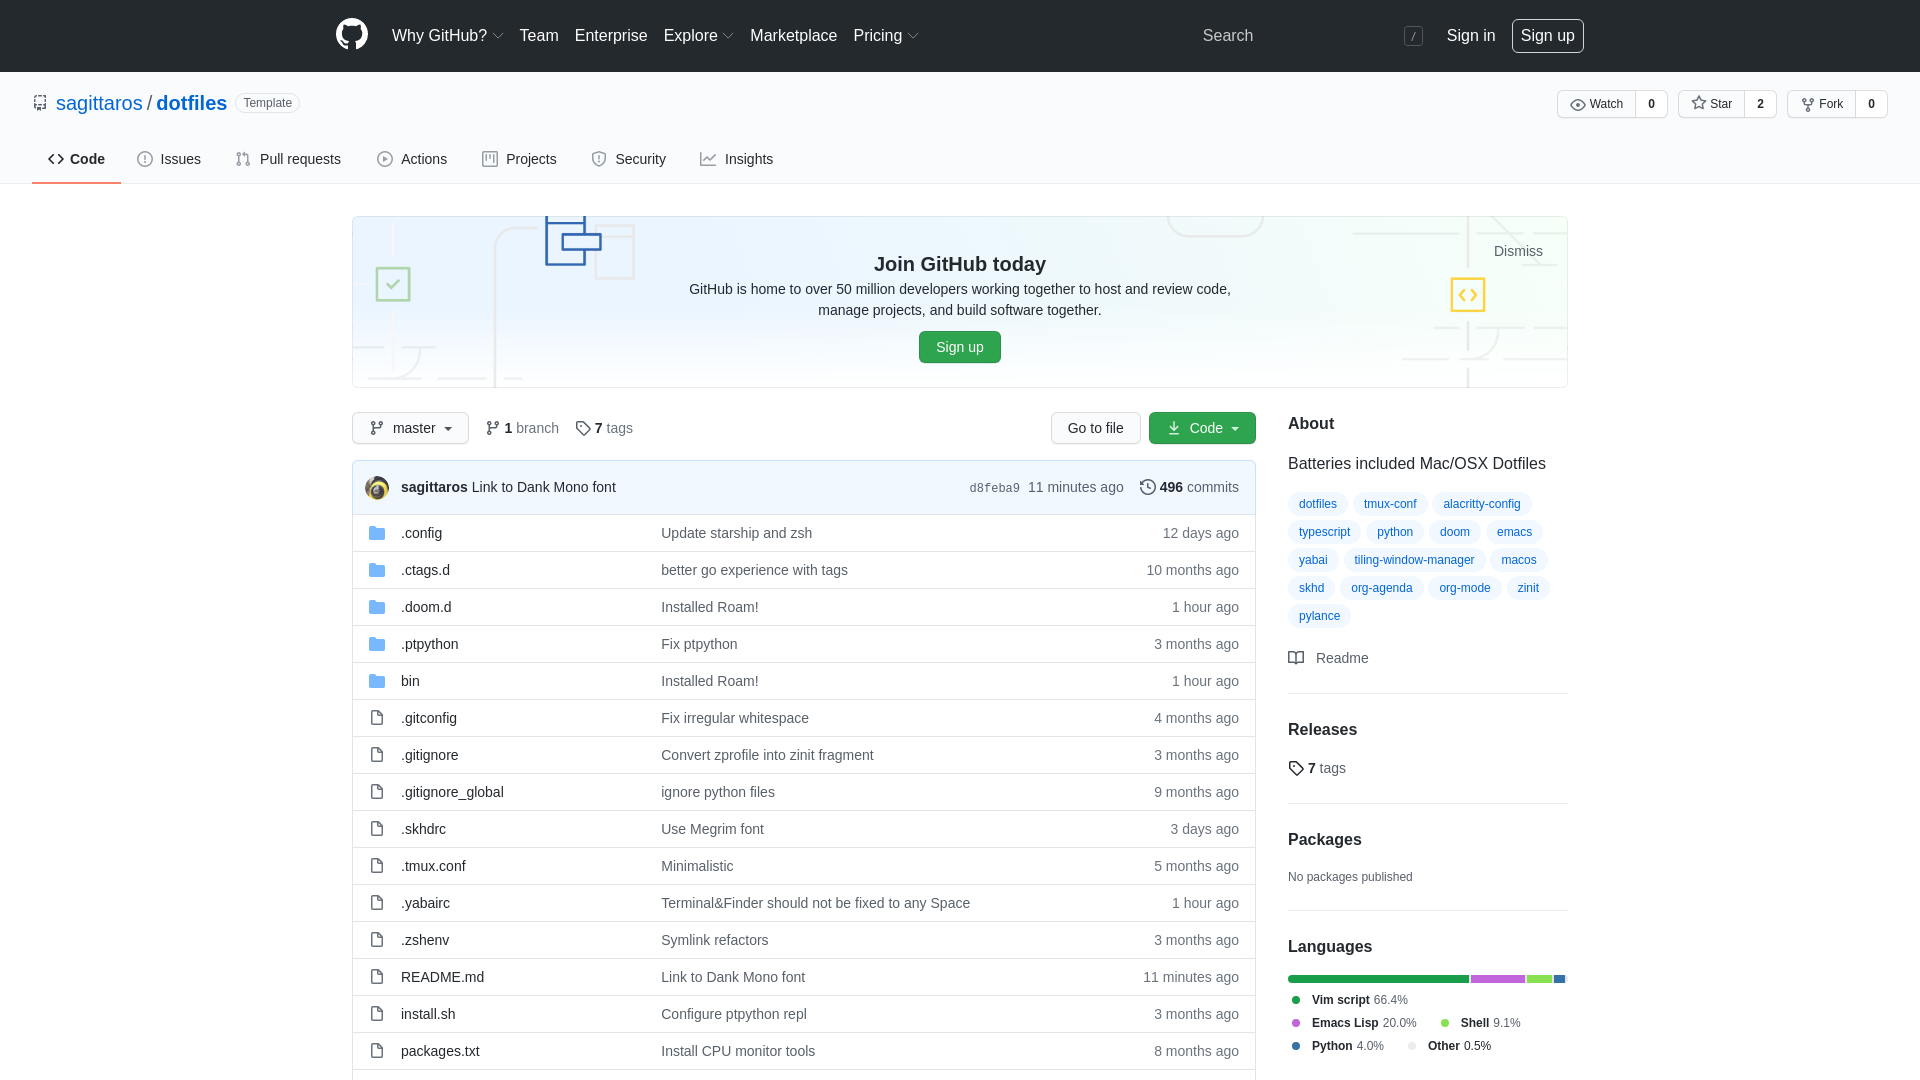 Why GitHub? Team Enterprise Explore Marketplace Pricing Search / Sign in Sign up
sagittaros / dotfiles Template Watch 0 Star 2 Fork 0
Code Issues Pull requests Actions Projects Security Insights
Dismiss
Join GitHub today
GitHub is home to over 50 million developers working together to host and review code,
manage projects, and build software together.
Sign up
master 1 branch 7 tags Go to file Code
sagittaros Link to Dank Mono font d8feba9 11 minutes ago 496 commits
.config Update starship and zsh 12 days ago
.ctags.d better go experience with tags 10 months ago
.doom.d Installed Roam! 1 hour ago
.ptpython Fix ptpython 3 months ago
bin Installed Roam! 1 hour ago
.gitconfig Fix irregular whitespace 4 months ago
.gitignore Convert zprofile into zinit fragment 3 months ago
.gitignore_global ignore python files 9 months ago
.skhdrc Use Megrim font 3 days ago
.tmux.conf Minimalistic 5 months ago
.yabairc Terminal&Finder should not be fixed to any Space 1 hour ago
.zshenv Symlink refactors 3 months ago
README.md Link to Dank Mono font 11 minutes ago
install.sh Configure ptpython repl 3 months ago
packages.txt Install CPU monitor tools 8 months ago
About
Batteries included Mac/OSX Dotfiles
dotfiles tmux-conf alacritty-config
typescript python doom emacs
yabai tiling-window-manager macos
skhd org-agenda org-mode zinit
pylance
Readme
Releases
7 tags
Packages
No packages published
Languages
Vim script 66.4%
Emacs Lisp 20.0% Shell 9.1%
Python 4.0% Other 0.5%